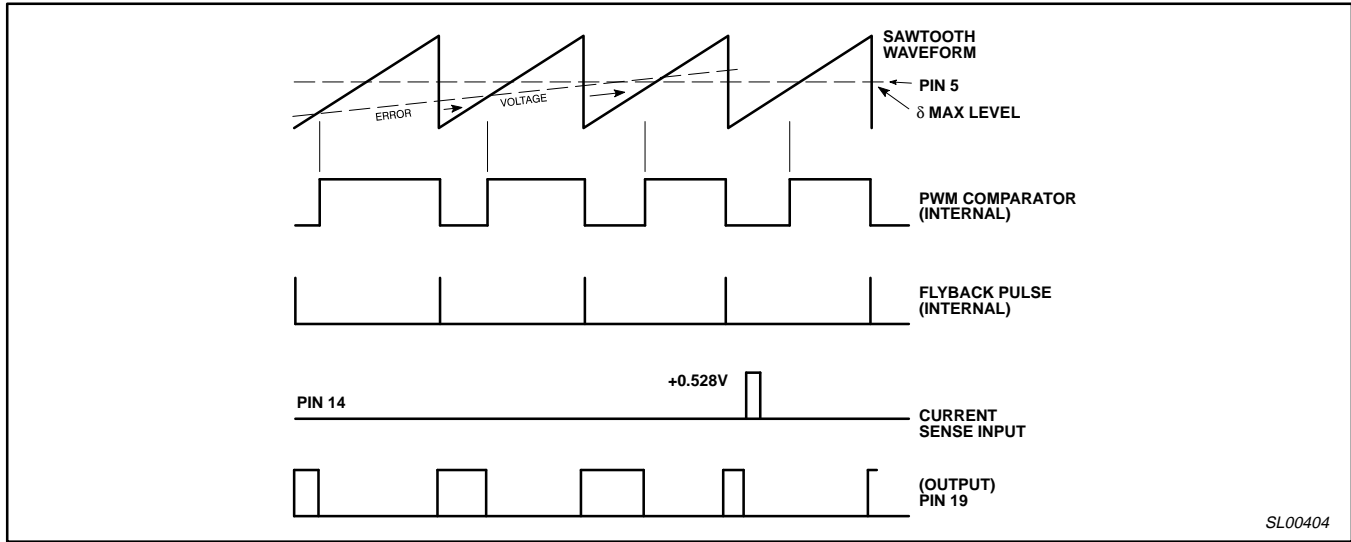 SAWTOOTH
WAVEFORM
PIN 5
δ MAX LEVEL
ERROR
VOLTAGE
PWM COMPARATOR
(INTERNAL)
FLYBACK PULSE
(INTERNAL)
+0.528V
PIN 14
CURRENT
SENSE INPUT
(OUTPUT)
PIN 19
SL00404